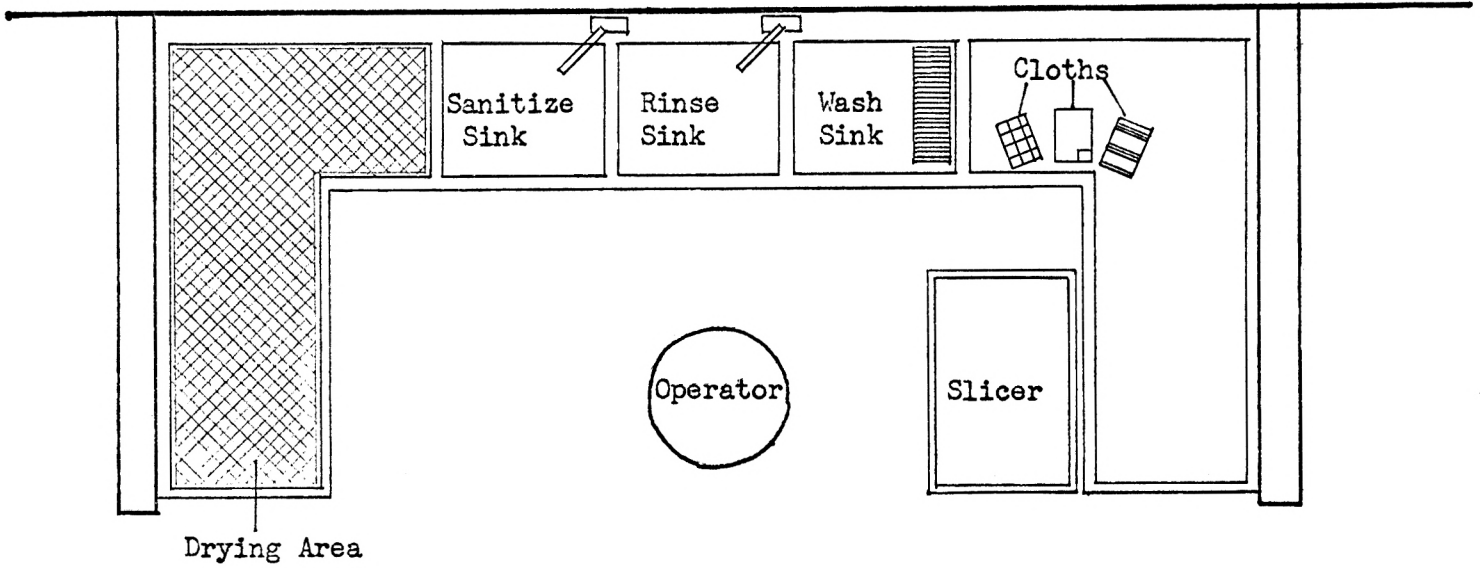 Cloths
Sanitize
Sink
Rinse
Sink
Wash
Sink
Operator
Slicer
Drying Area